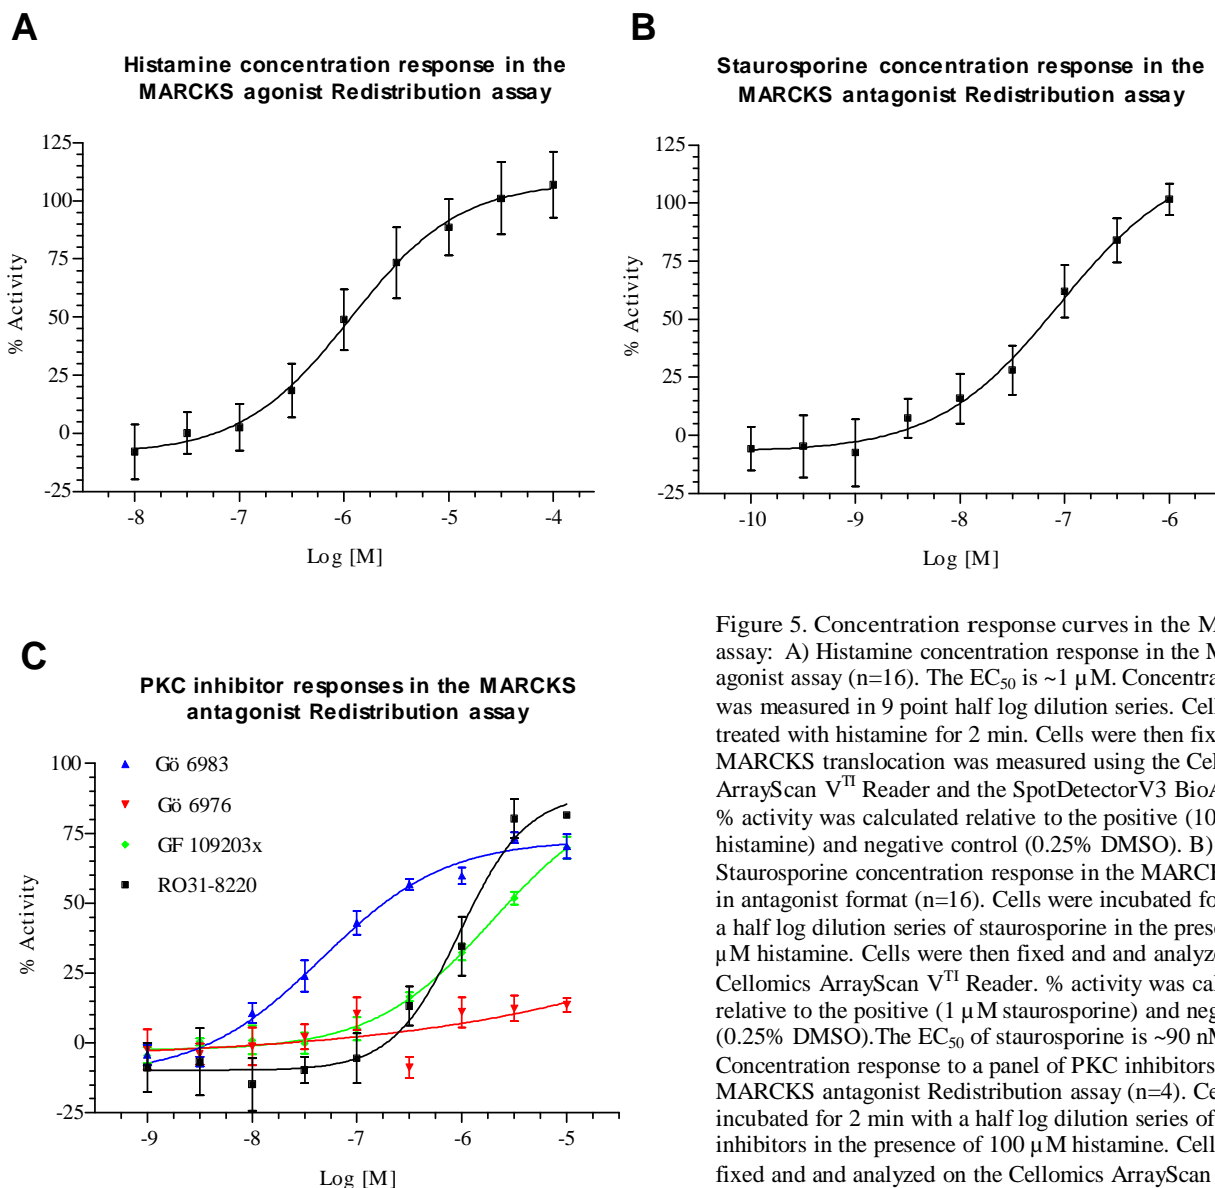 A
Histamine concentration response in the
MARCKS agonist Redistribution assay
125
100
75
50
25
0
-25
% Activity
-8
-7
-6
-5
-4
Log [M]
B
Staurosporine concentration response in the
MARCKS antagonist Redistribution assay
125
100
75
50
25
0
-25
% Activity
-10
-9
-8
-7
-6
Log [M]
C
PKC inhibitor responses in the MARCKS
antagonist Redistribution assay
100
75
50
25
0
-25
% Activity
Gö 6983
Gö 6976
GF 109203x
RO31-8220
-9
-8
-7
-6
-5
Log [M]
Figure 5. Concentration response curves in the M
assay: A) Histamine concentration response in the M
agonist assay (n=16). The EC50 is ~1 µM. Concentra
was measured in 9 point half log dilution series. Cel
treated with histamine for 2 min. Cells were then fix
MARCKS translocation was measured using the Ce
ArrayScan VTI Reader and the SpotDetectorV3 BioA
% activity was calculated relative to the positive (10
histamine) and negative control (0.25% DMSO). B)
Staurosporine concentration response in the MARCK
in antagonist format (n=16). Cells were incubated fo
a half log dilution series of staurosporine in the pres
µM histamine. Cells were then fixed and and analyze
Cellomics ArrayScan VTI Reader. % activity was cal
relative to the positive (1 µM staurosporine) and neg
(0.25% DMSO).The EC50 of staurosporine is ~90 nM
Concentration response to a panel of PKC inhibitors
MARCKS antagonist Redistribution assay (n=4). Ce
incubated for 2 min with a half log dilution series of
inhibitors in the presence of 100 µM histamine. Cell
fixed and and analyzed on the Cellomics ArrayScan